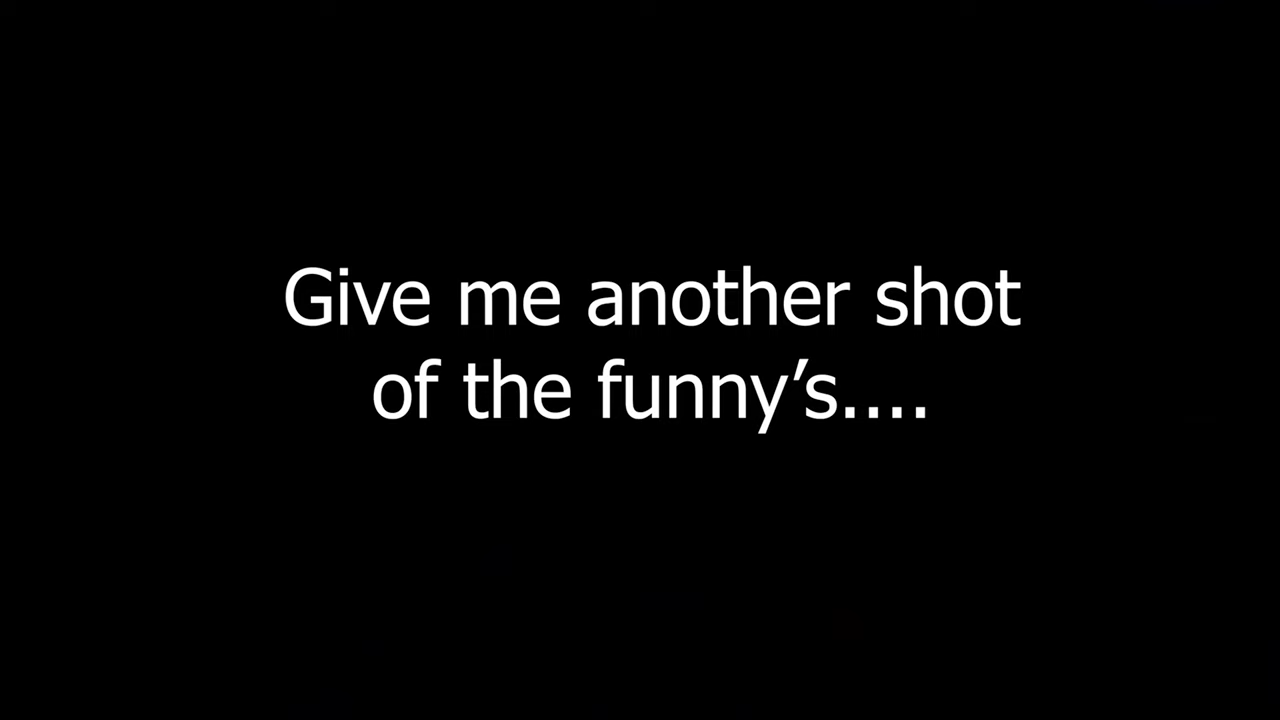 Give me another shot
of the funny’s....